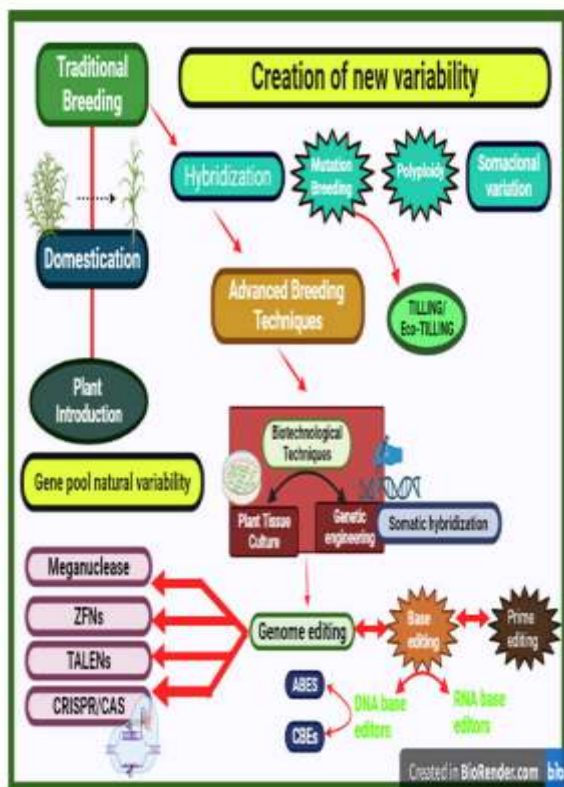 Traditional
Breeding
Creation of new variability
Hybridization
Mutation
Breeding
Polyploidy
Somaclonal
variation
Domestication
Advanced Breeding
Techniques
TILLING/
Eco-TILLING
Plant
Introduction
Biotechnological
Techniques
Gene pool natural variability
Plant Tissue
Culture
Genetic
engineering
Somatic hybridization
Meganuclease
ZFNs
TALENs
CRISPR/CAS
Genome editing
Base
editing
Prime
editing
ABES
CBEs
DNA base
editors
RNA base
editors
Created in BioRender.com bio